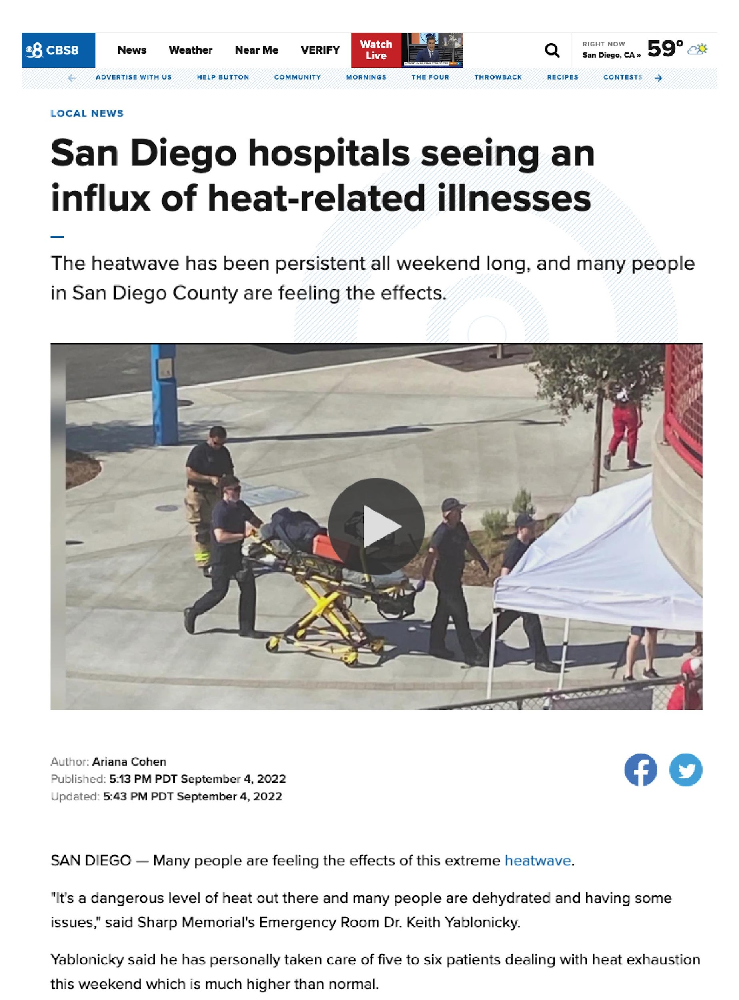 8 CBS8
News Weather Near Me VERIFY Watch Live
RIGHT NOW
San Diego, CA »
59°
ADVERTISE WITH US HELP BUTTON COMMUNITY MORNINGS THE FOUR THROWBACK RECIPES CONTESTS
LOCAL NEWS
San Diego hospitals seeing an
influx of heat-related illnesses
The heatwave has been persistent all weekend long, and many people
in San Diego County are feeling the effects.
Author: Ariana Cohen
Published: 5:13 PM PDT September 4, 2022
Updated: 5:43 PM PDT September 4, 2022
SAN DIEGO — Many people are feeling the effects of this extreme heatwave.
"It's a dangerous level of heat out there and many people are dehydrated and having some
issues," said Sharp Memorial's Emergency Room Dr. Keith Yablonicky.
Yablonicky said he has personally taken care of five to six patients dealing with heat exhaustion
this weekend which is much higher than normal.